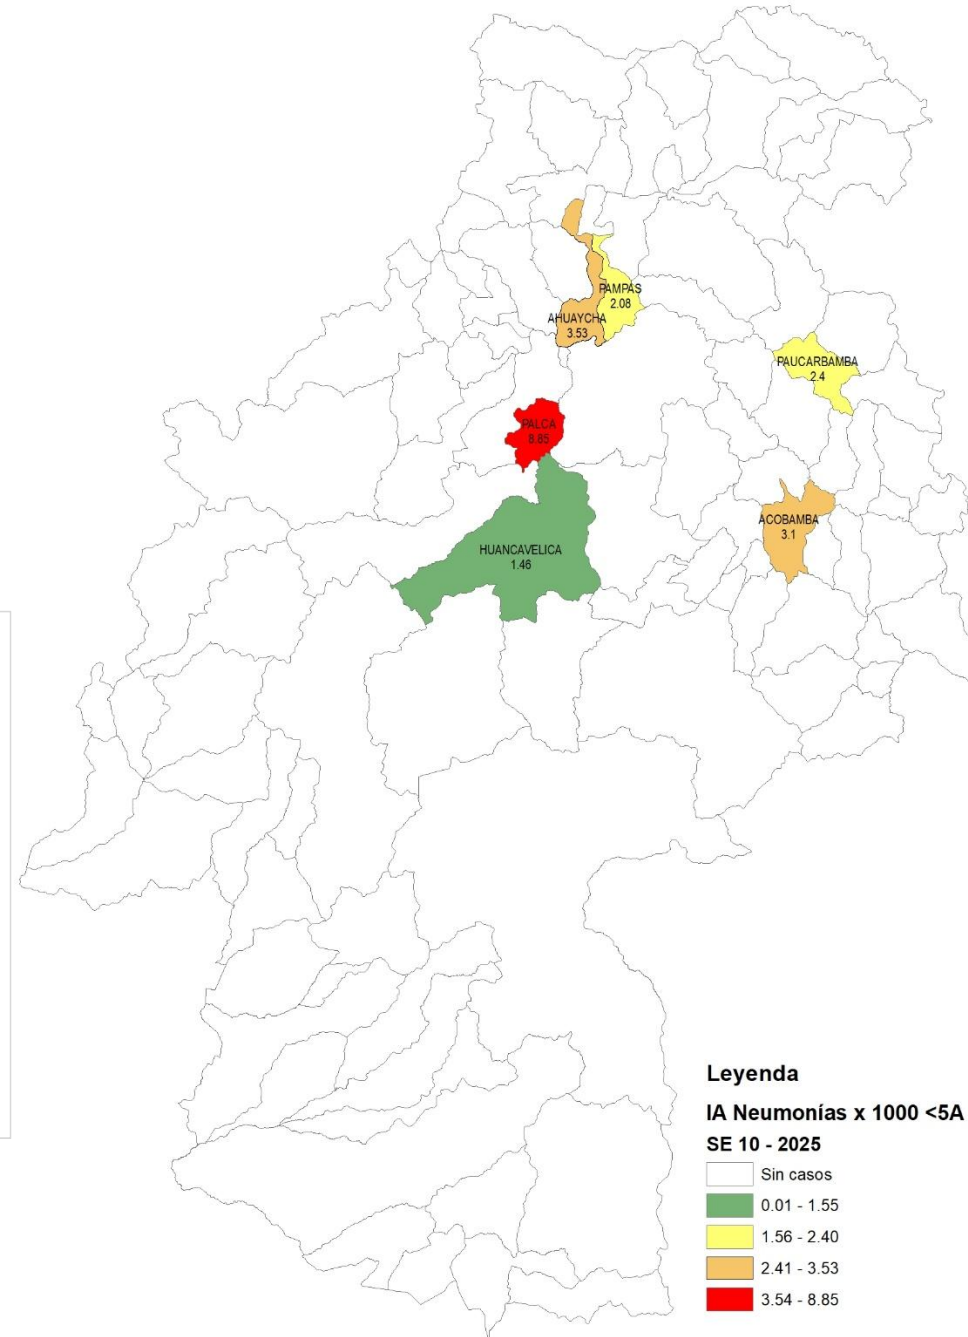 PAMPAS
2.08
AHUAYCHA
3.53
PAUCARBAMBA
2.4
PALCA
8.85
ACOBAMBA
3.1
HUANCAVELICA
1.46
Leyenda
IA Neumonías x 1000 <5A
SE 10 - 2025
Sin casos
0.01 - 1.55
1.56 - 2.40
2.41 - 3.53
3.54 - 8.85